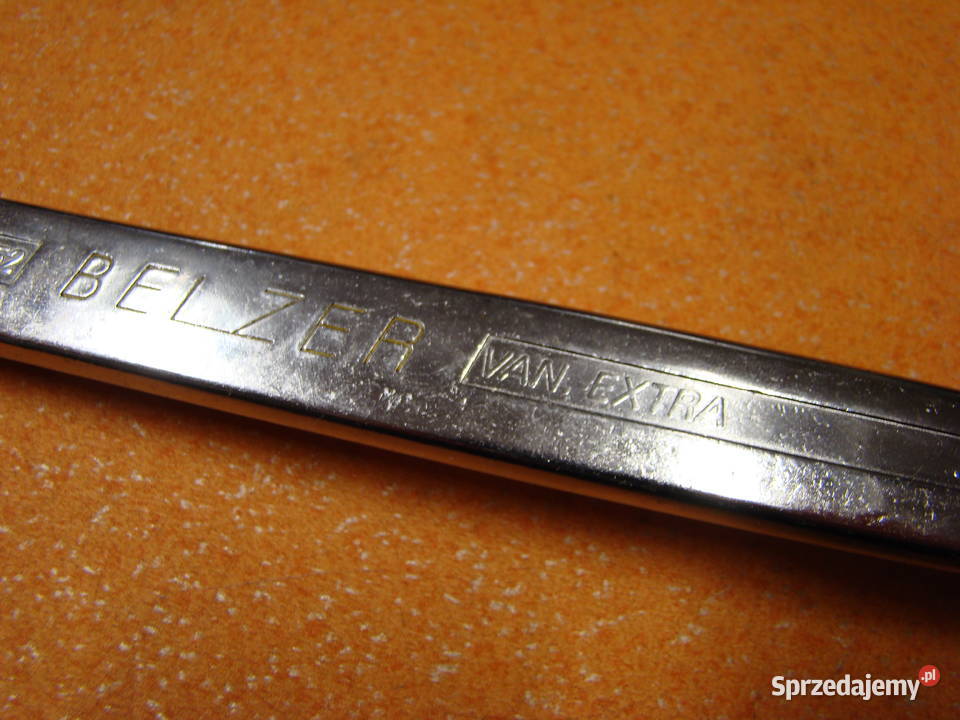 BELZER
VAN. EXTRA
Sprzedajemy.pl